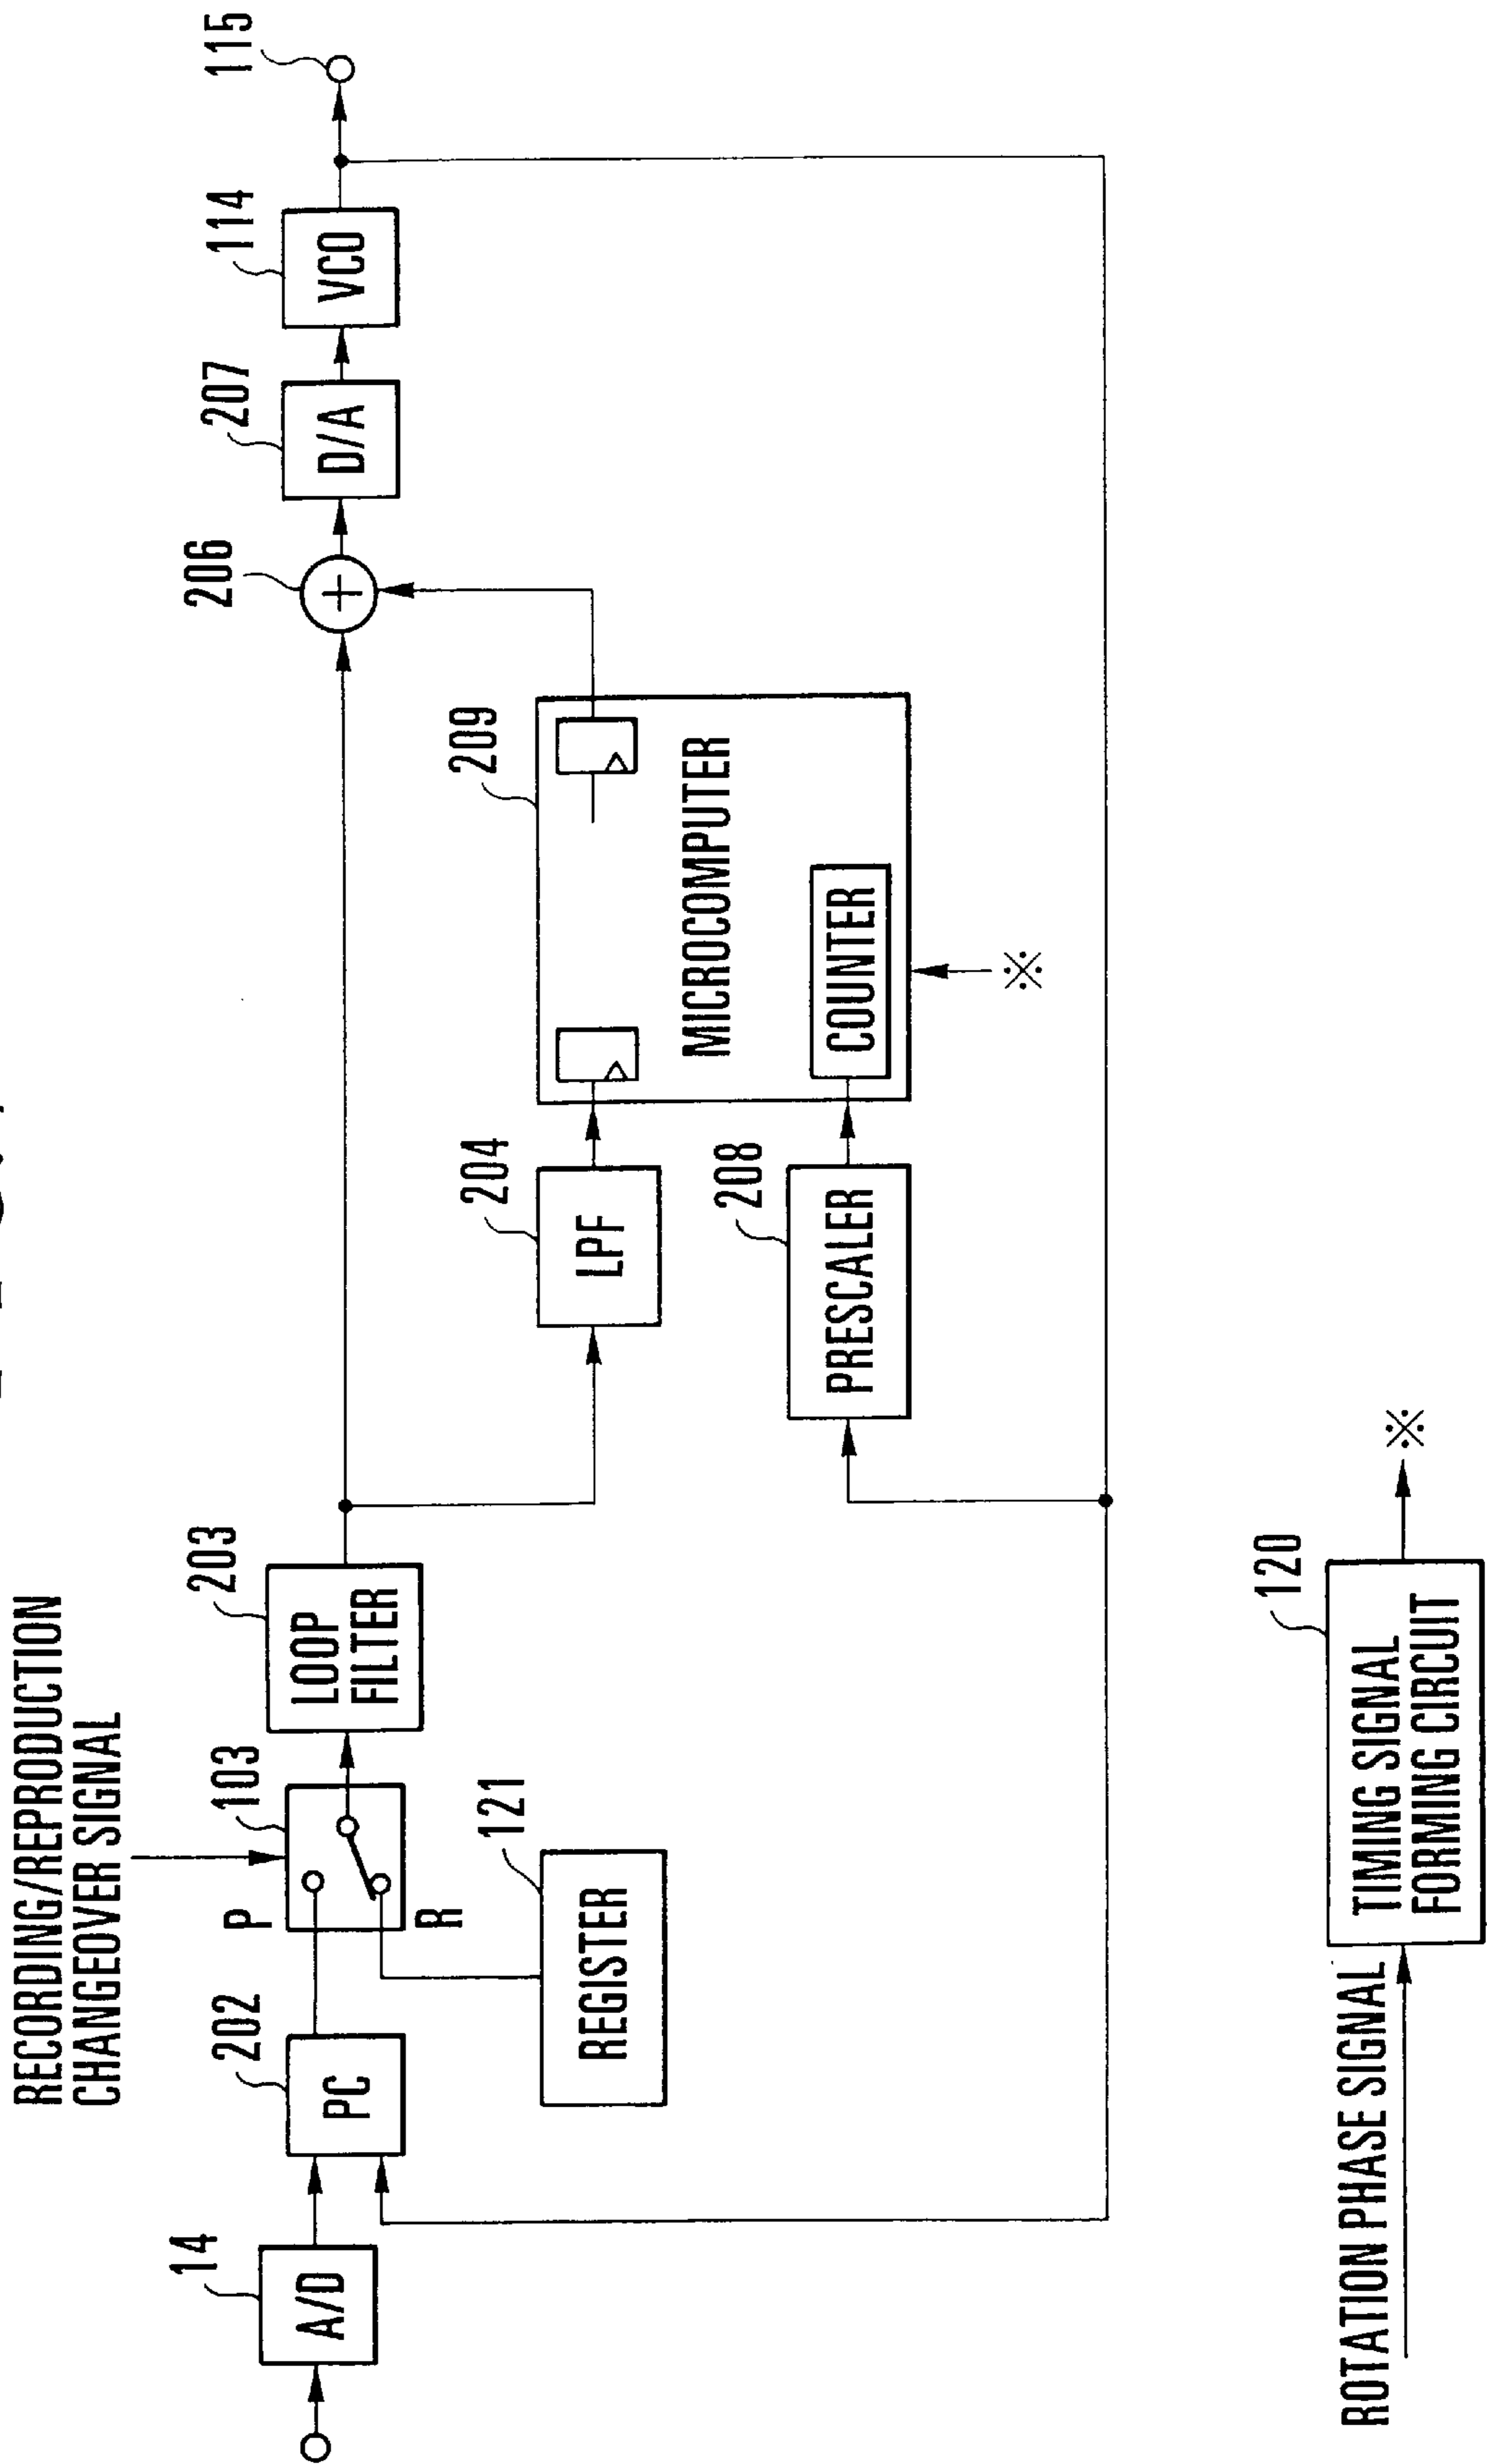 RECORDING/REPRODUCTION
CHANGEOVER SIGNAL
14
A/D
202
PC
P
R
103
203
LOOP
FILTER
206
+
207
D/A
114
VCO
115
121
REGISTER
204
LPF
209
MICROCOMPUTER
COUNTER
208
PRESCALER
※
ROTATION PHASE SIGNAL
120
TIMING SIGNAL
FORMING CIRCUIT
※